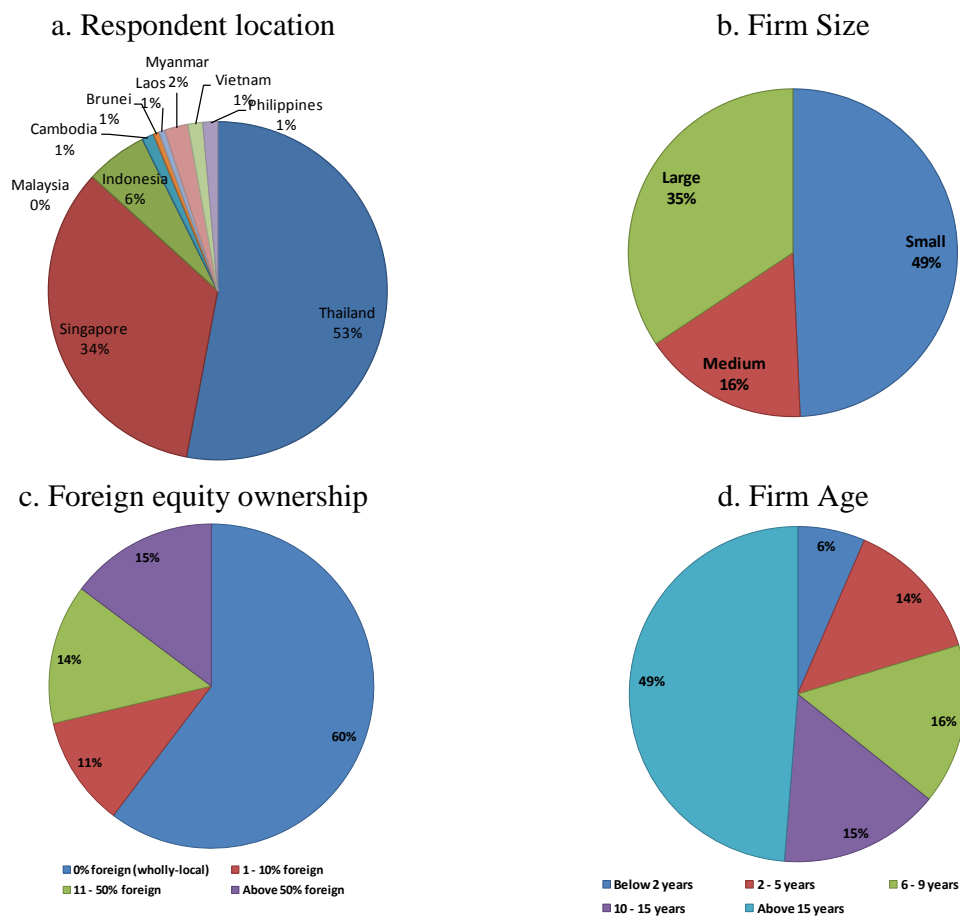 a. Respondent location
Myanmar
2%
Vietnam
1%
Laos
1%
Philippines
1%
Brunei
1%
Cambodia
1%
Malaysia
0%
Indonesia
6%
Singapore
34%
Thailand
53%
b. Firm Size
Large
35%
Small
49%
Medium
16%
c. Foreign equity ownership
15%
14%
11%
60%
0% foreign (wholly-local)
1 - 10% foreign
11 - 50% foreign
Above 50% foreign
d. Firm Age
6%
14%
49%
16%
15%
Below 2 years
2 - 5 years
6 - 9 years
10 - 15 years
Above 15 years